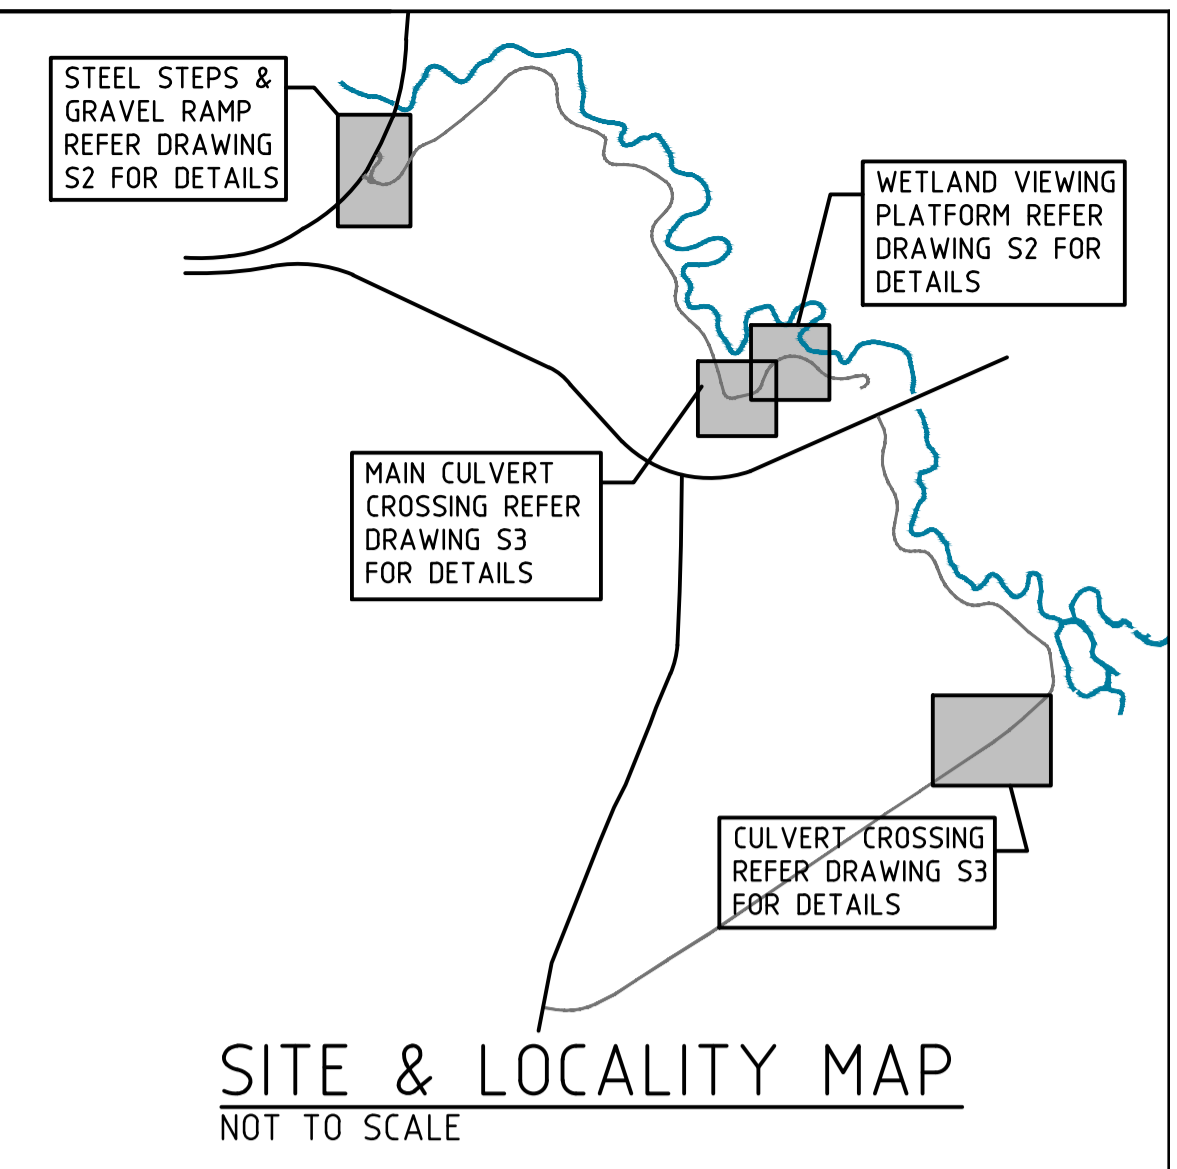 STEEL STEPS &
GRAVEL RAMP
REFER DRAWING
S2 FOR DETAILS
WETLAND VIEWING
PLATFORM REFER
DRAWING S2 FOR
DETAILS
MAIN CULVERT
CROSSING REFER
DRAWING S3
FOR DETAILS
CULVERT CROSSING
REFER DRAWING S3
FOR DETAILS
SITE & LOCALITY MAP
NOT TO SCALE